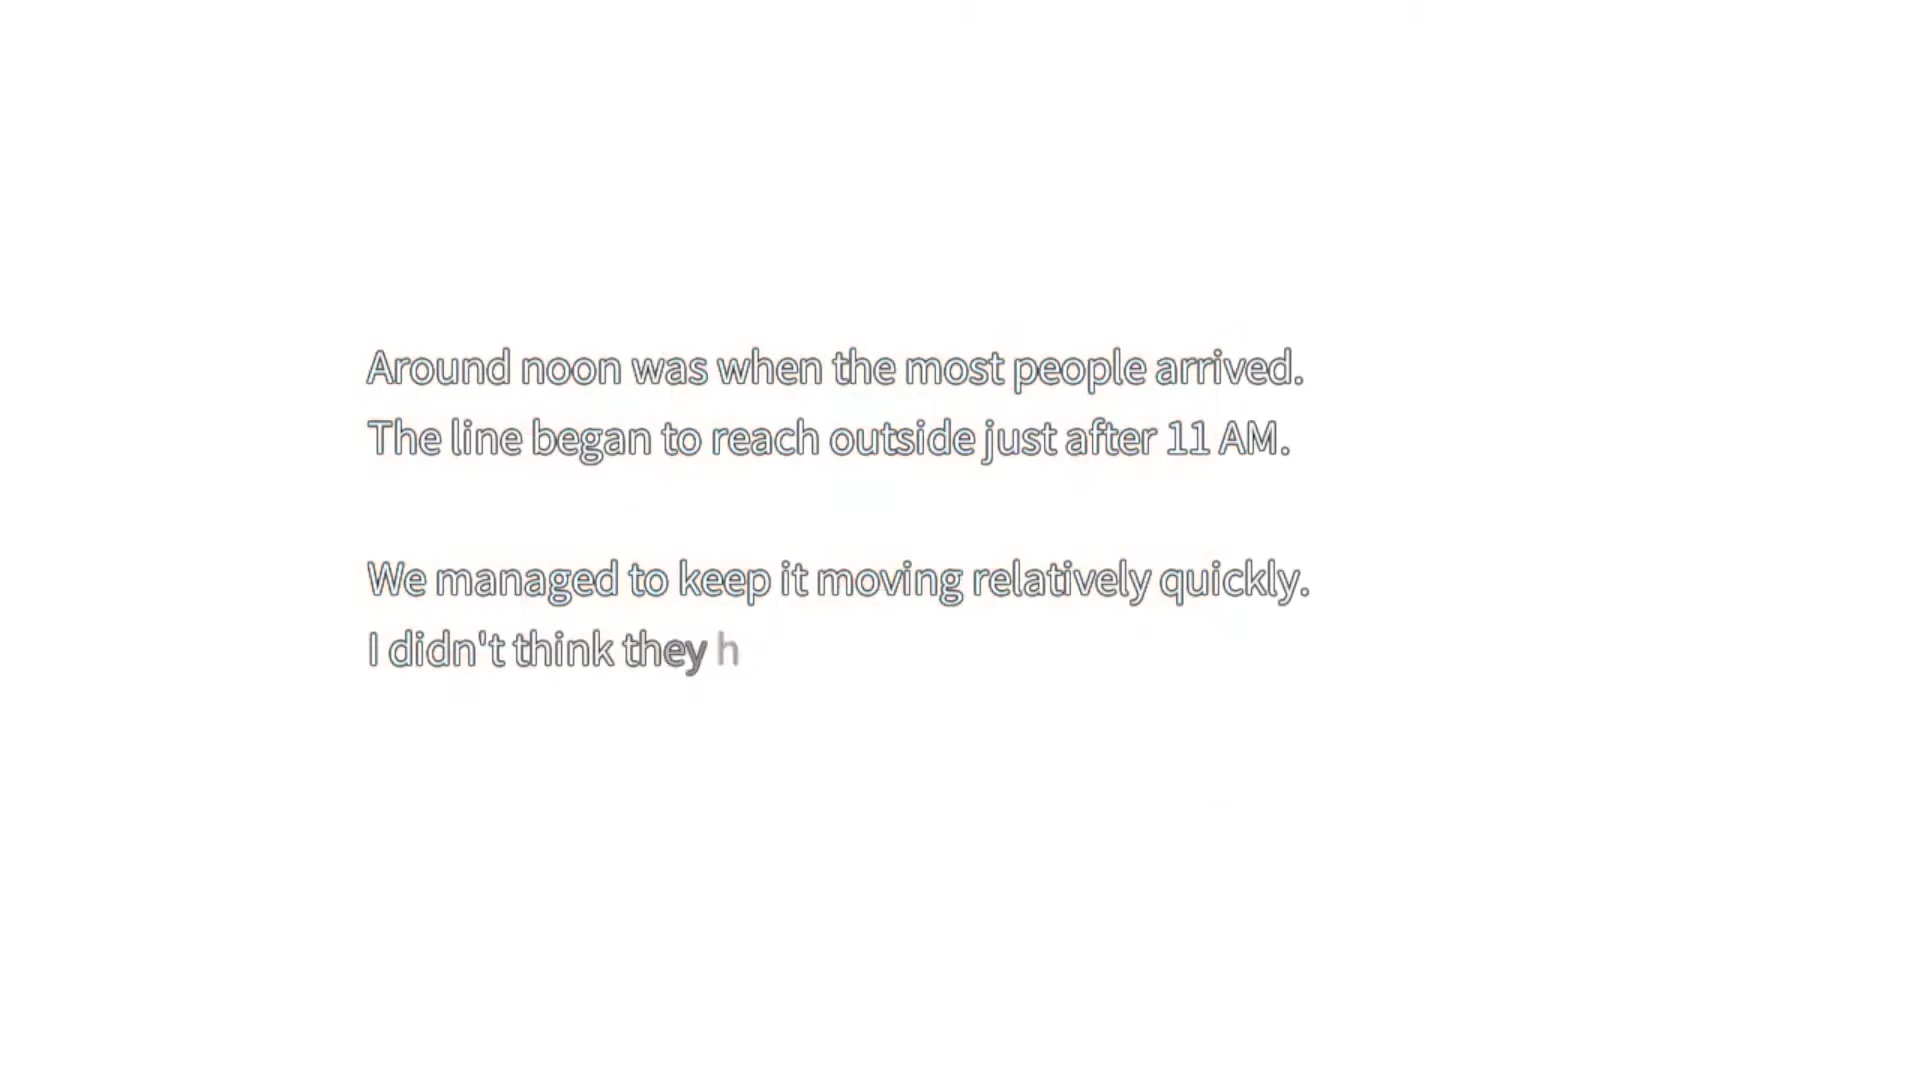 Around noon was when the most people arrived.
The line began to reach outside just after 11 AM.
We managed to keep it moving relatively quickly.
I didn't think they h